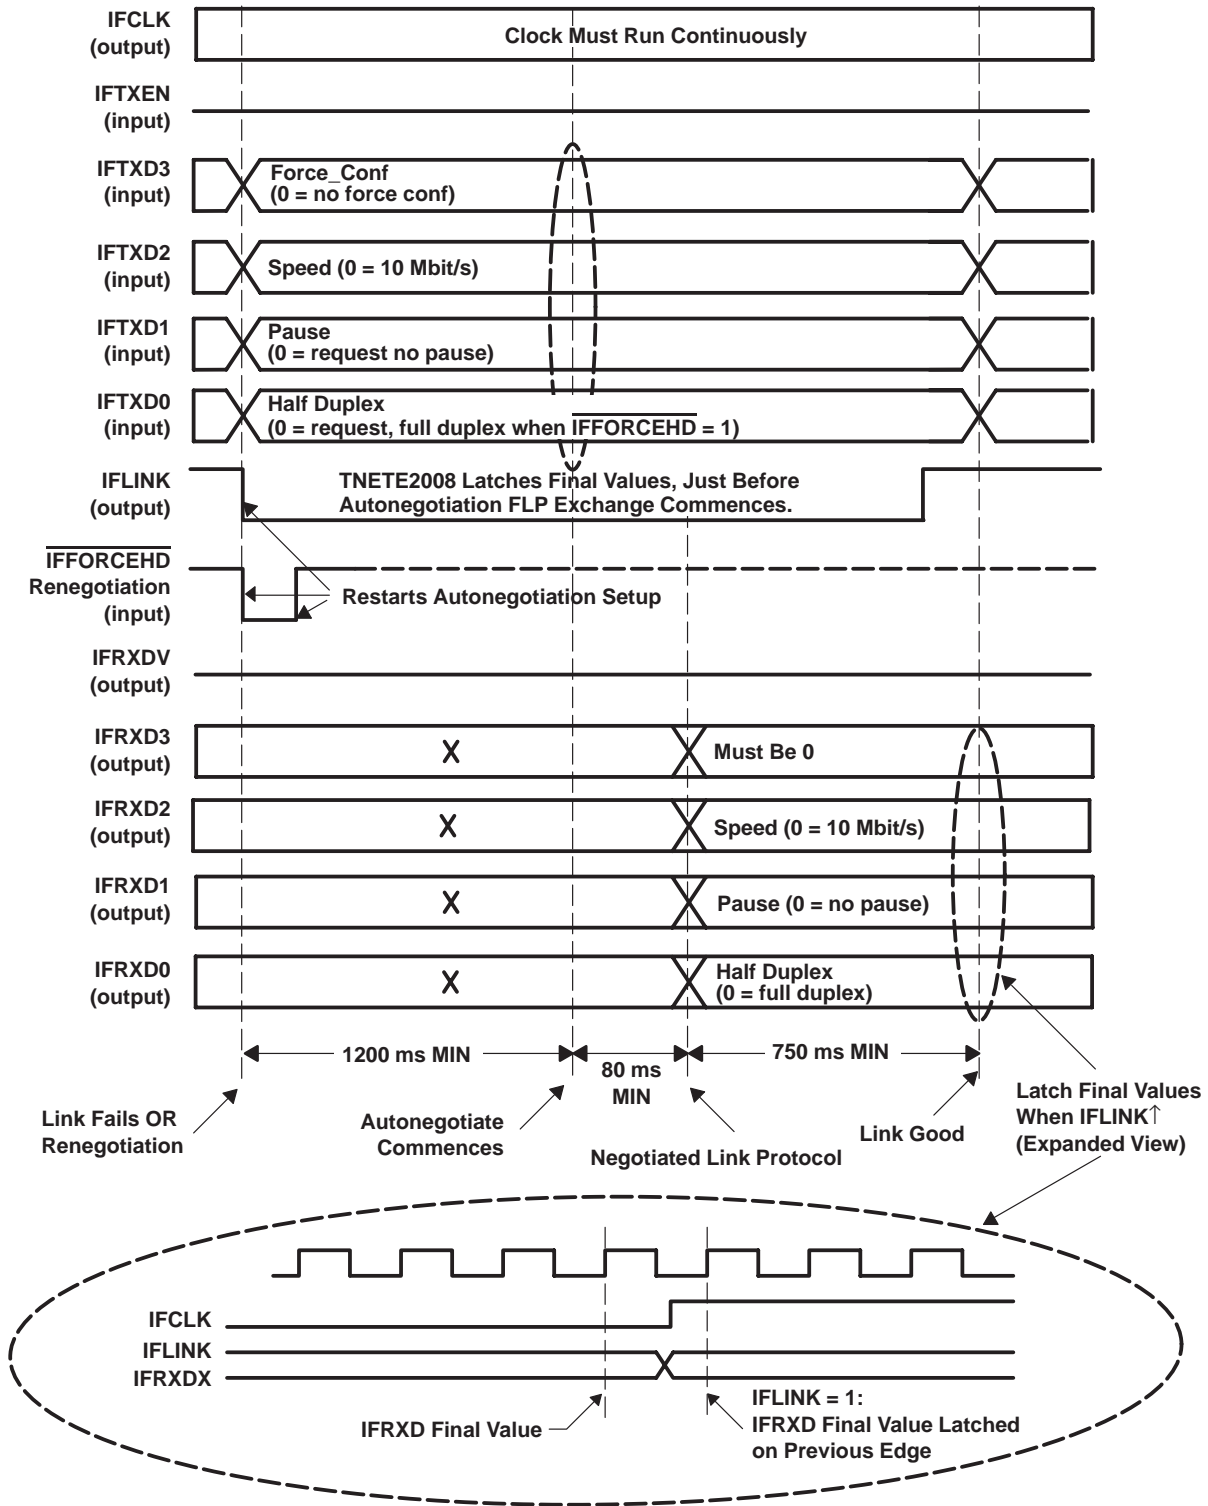 IFCLK
(output)
Clock Must Run Continuously
IFTXEN
(input)
IFTXD3
(input)
Force_Conf
(0 = no force conf)
IFTXD2
(input)
Speed (0 = 10 Mbit/s)
IFTXD1
(input)
Pause
(0 = request no pause)
IFTXD0
(input)
Half Duplex
(0 = request, full duplex when IFFORCEHD = 1)
IFLINK
(output)
TNETE2008 Latches Final Values, Just Before
Autonegotiation FLP Exchange Commences.
IFFORCEHD
Renegotiation
(input)
Restarts Autonegotiation Setup
IFRXDV
(output)
IFRXD3
(output)
X
Must Be 0
IFRXD2
(output)
X
Speed (0 = 10 Mbit/s)
IFRXD1
(output)
X
Pause (0 = no pause)
IFRXD0
(output)
X
Half Duplex
(0 = full duplex)
1200 ms MIN
80 ms
MIN
750 ms MIN
Link Fails OR
Renegotiation
Autonegotiate
Commences
Negotiated Link Protocol
Link Good
Latch Final Values
When IFLINK↑
(Expanded View)
IFCLK
IFLINK
IFRXDX
IFRXD Final Value
IFLINK = 1:
IFRXD Final Value Latched
on Previous Edge